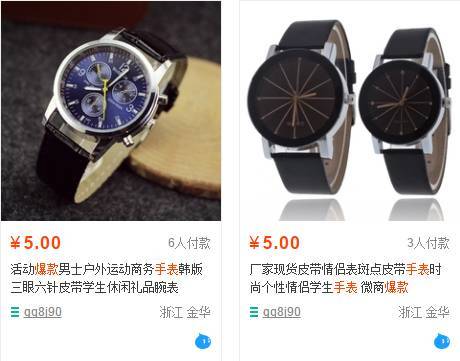 ¥5.00
6人付款
活动爆款男士户外运动商务手表韩版
三眼六针皮带学生休闲礼品腕表
qq8j90
浙江 金华
¥5.00
3人付款
厂家现货皮带情侣表斑点皮带手表时
尚个性情侣学生手表 微商爆款
qq8j90
浙江 金华